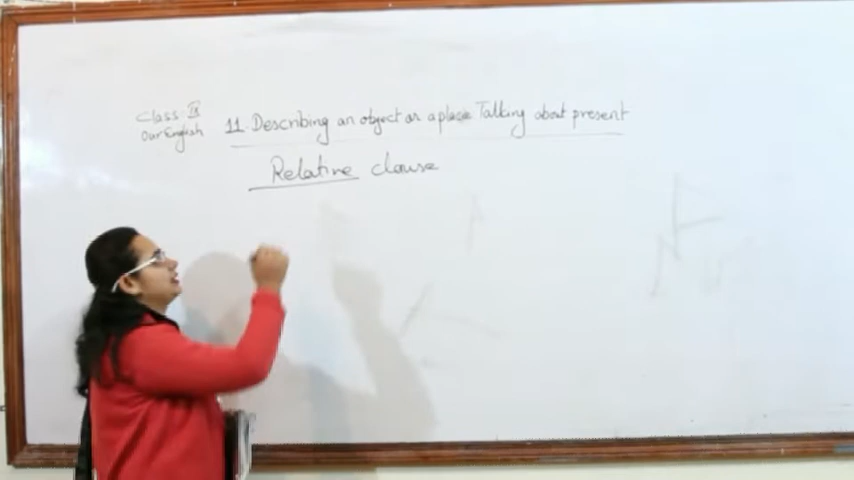 Class IX
Our English
11. Describing an object or a place Talking about present
Relative clause